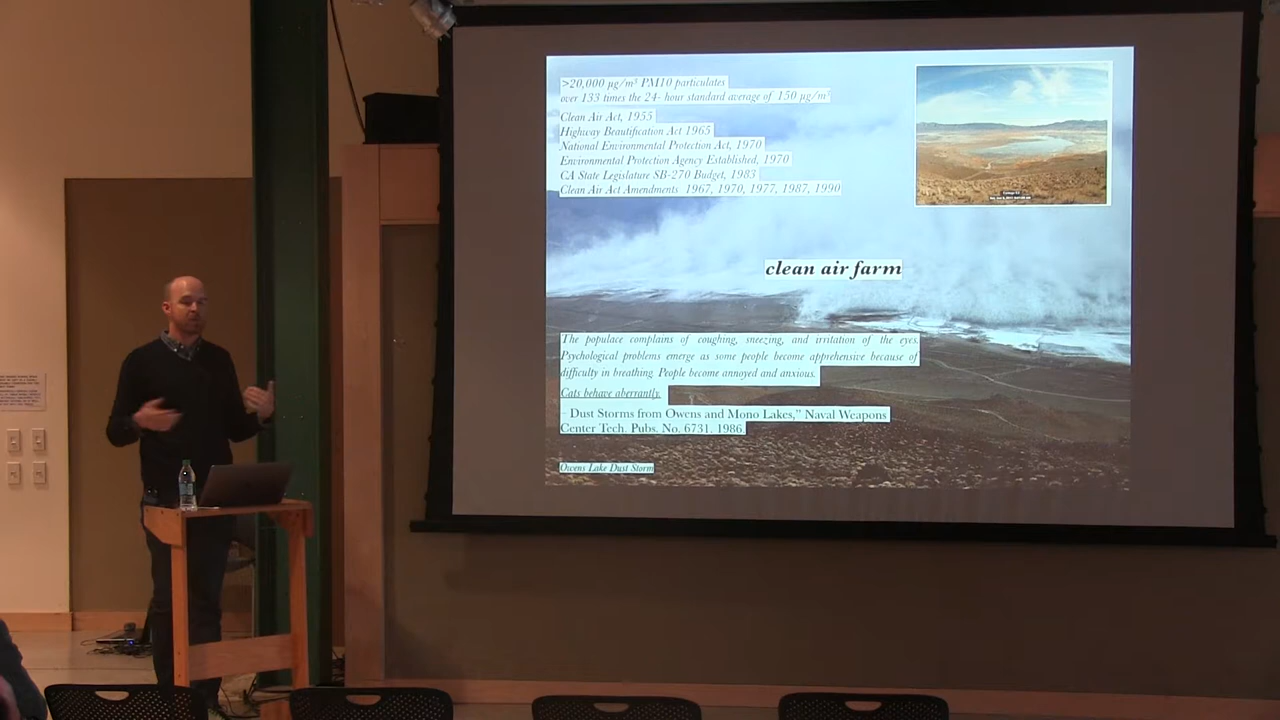 >20,000 µg/m³ PM10 particulates
over 133 times the 24- hour standard average of 150 µg/m³
Clean Air Act, 1955
Highway Beautification Act 1965
National Environmental Protection Act, 1970
Environmental Protection Agency Established, 1970
CA State Legislature SB-270 Budget, 1983
Clean Air Act Amendments 1967, 1970, 1977, 1987, 1990
clean air farm
The populace complains of coughing, sneezing, and irritation of the eyes.
Psychological problems emerge as some people become apprehensive because of
difficulty in breathing. People become annoyed and anxious.
Cats behave aberrantly.
– Dust Storms from Owens and Mono Lakes,” Naval Weapons
Center Tech. Pubs. No. 6731. 1986.
Owens Lake Dust Storm